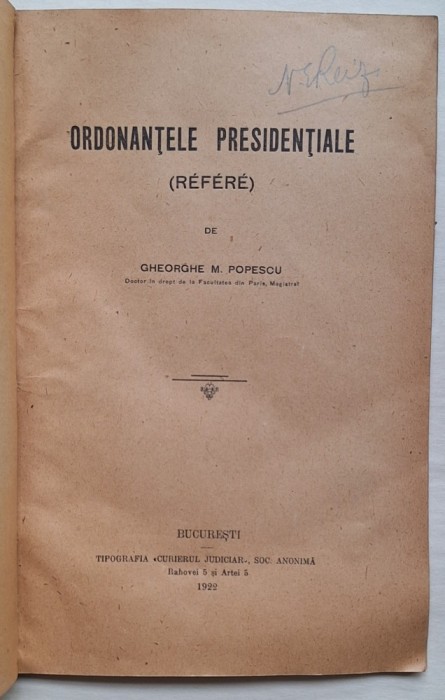 ORDONANŢELE PRESIDENŢIALE
(RÉFÉRÉ)
DE
GHEORGHE M. POPESCU
Doctor în drept de la Facultatea din Paris, Magistrat
BUCUREŞTI
TIPOGRAFIA «CURIERUL JUDICIAR», SOC. ANONIMĂ
Rahovei 5 şi Artei 5
1922